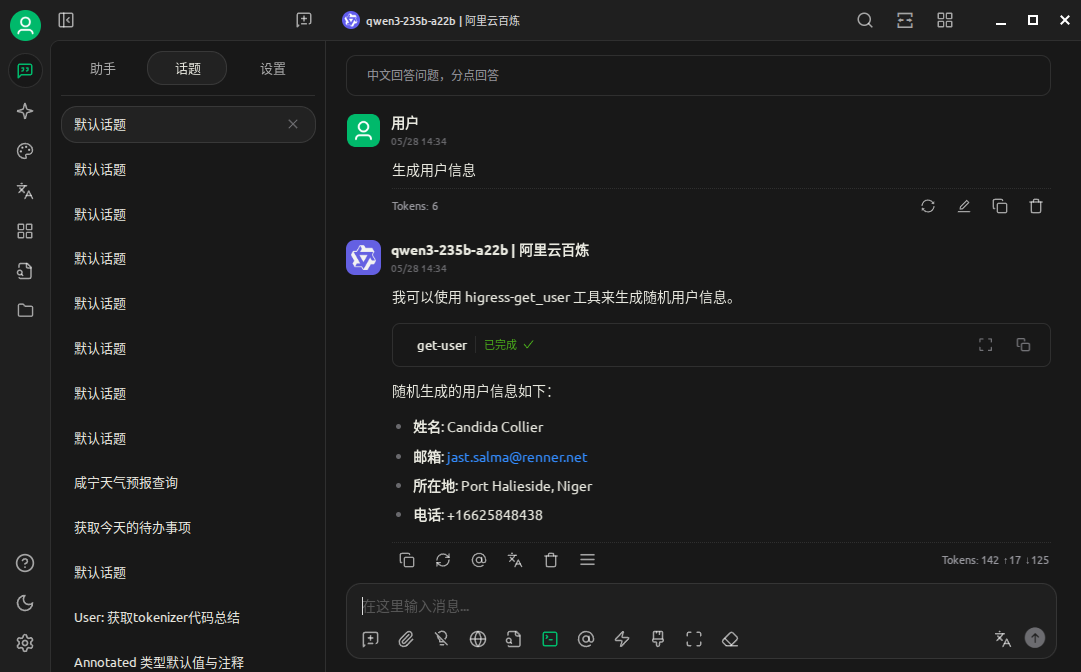 qwen3-235b-a22b | 阿里云百炼
助手 话题 设置
默认话题
默认话题
默认话题
默认话题
默认话题
默认话题
默认话题
默认话题
咸宁天气预报查询
获取今天的待办事项
默认话题
User: 获取tokenizer代码总结
Annotated 类型默认值与注释
中文回答问题，分点回答
用户
05/28 14:34
生成用户信息
Tokens: 6
qwen3-235b-a22b | 阿里云百炼
05/28 14:34
我可以使用 higress-get_user 工具来生成随机用户信息。
get-user 已完成
随机生成的用户信息如下：
姓名: Candida Collier
邮箱: jast.salma@renner.net
所在地: Port Halieside, Niger
电话: +16625848438
Tokens: 142 ↑17 ↓125
在这里输入消息...